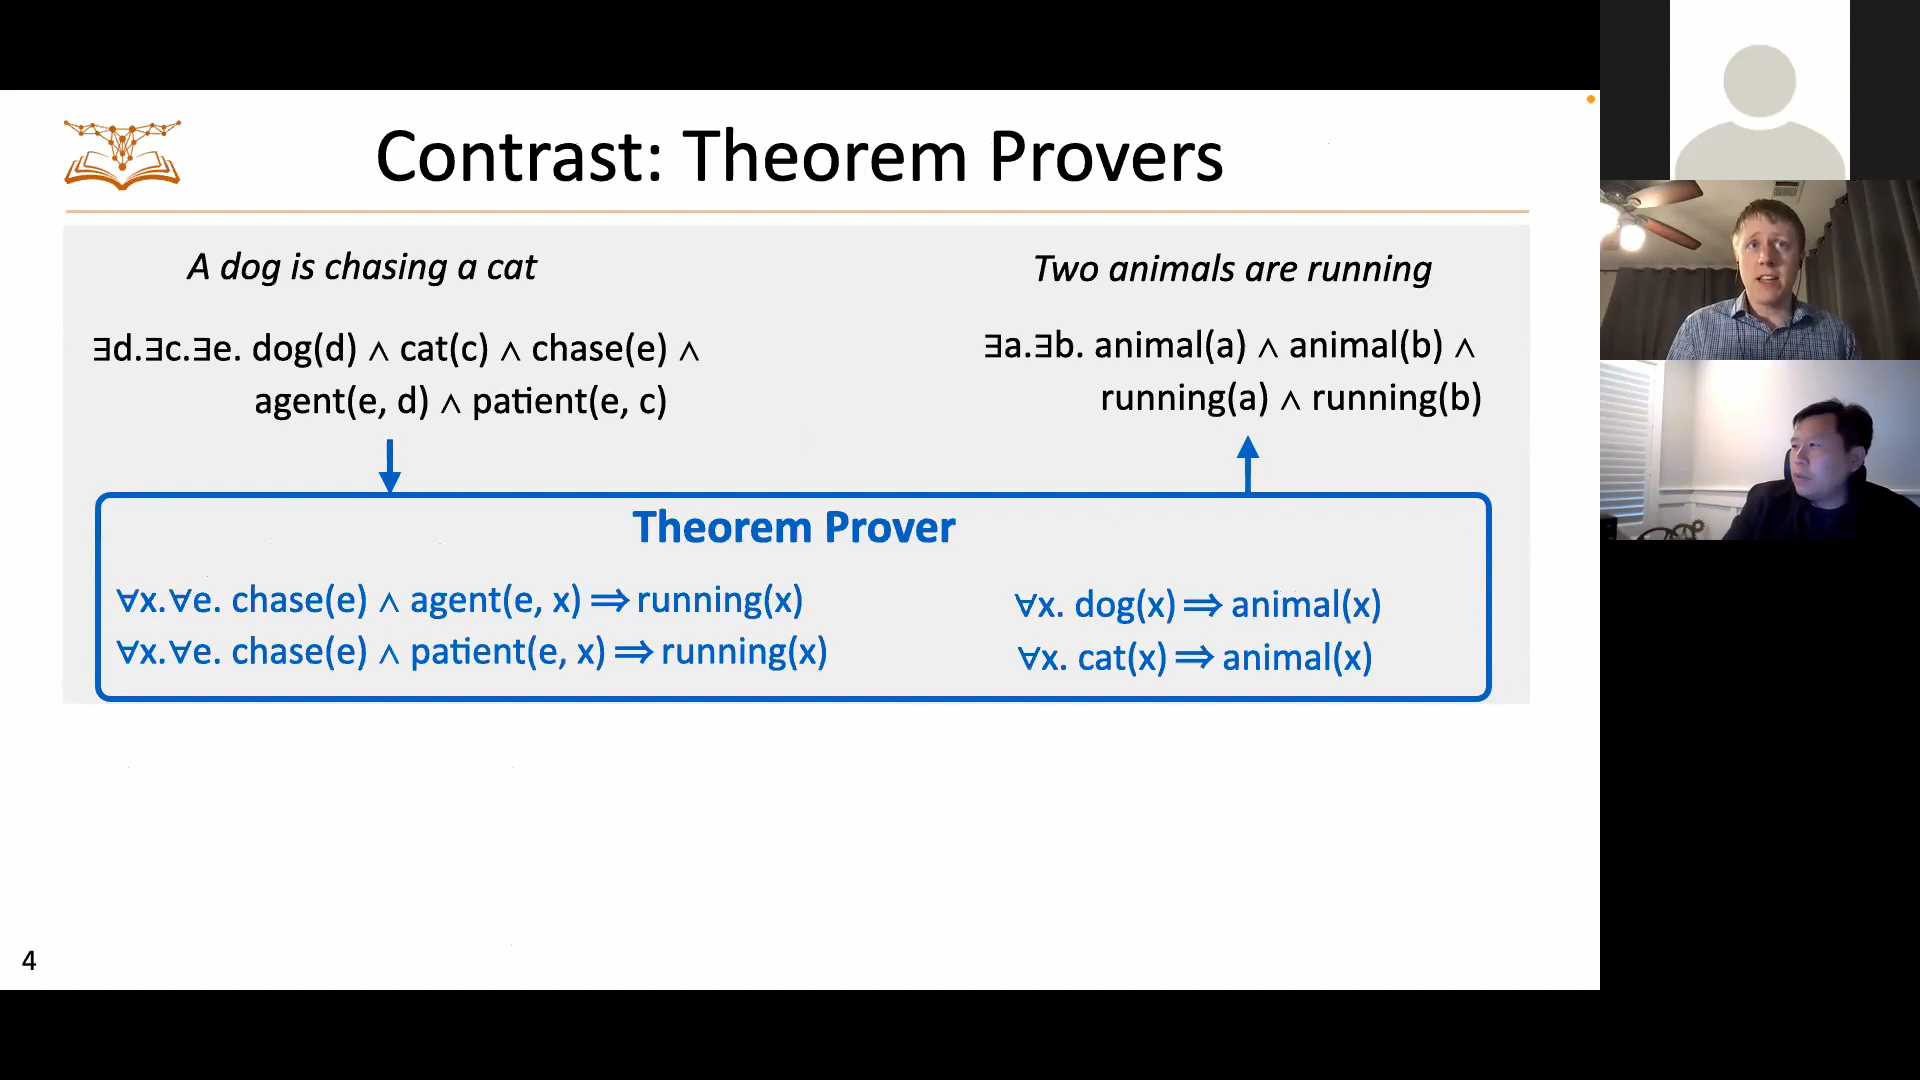 Contrast: Theorem Provers
A dog is chasing a cat
∃d.∃c.∃e. dog(d) ∧ cat(c) ∧ chase(e) ∧
agent(e, d) ∧ patient(e, c)
Two animals are running
∃a.∃b. animal(a) ∧ animal(b) ∧
running(a) ∧ running(b)
Theorem Prover
∀x.∀e. chase(e) ∧ agent(e, x) ⟹ running(x)
∀x.∀e. chase(e) ∧ patient(e, x) ⟹ running(x)
∀x. dog(x) ⟹ animal(x)
∀x. cat(x) ⟹ animal(x)
4